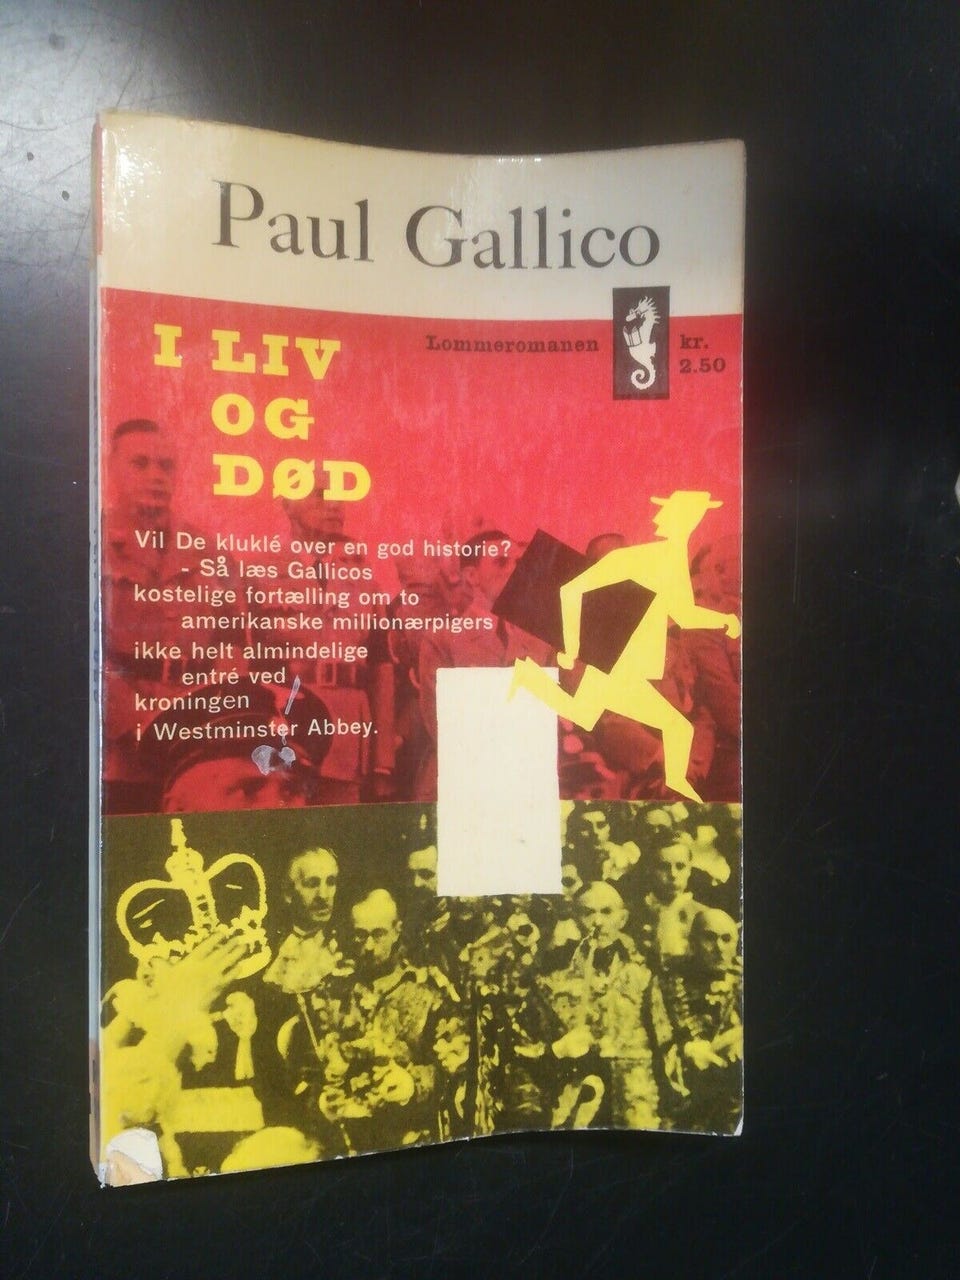 Paul Gallico
I LIV
OG
DØD
Lommeromanen
kr.
2.50
Vil De kluklé over en god historie?
- Så læs Gallicos
kostelige fortælling om to
amerikanske millionærpigers
ikke helt almindelige
entré ved
kroningen
i Westminster Abbey.